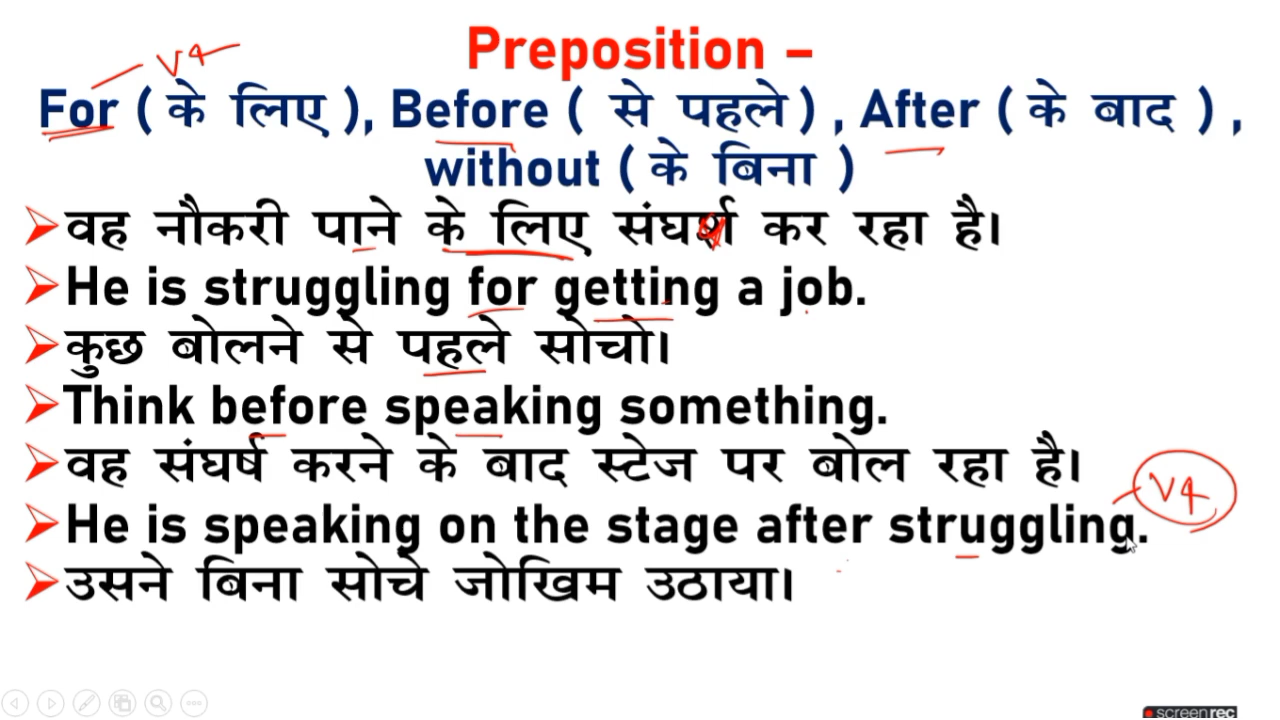 V4
Preposition –
For ( के लिए ), Before ( से पहले ) , After ( के बाद ) ,
without ( के बिना )
वह नौकरी पाने के लिए संघर्ष कर रहा है।
He is struggling for getting a job.
कुछ बोलने से पहले सोचो।
Think before speaking something.
वह संघर्ष करने के बाद स्टेज पर बोल रहा है।
V4
He is speaking on the stage after struggling.
उसने बिना सोचे जोखिम उठाया।
screenrec